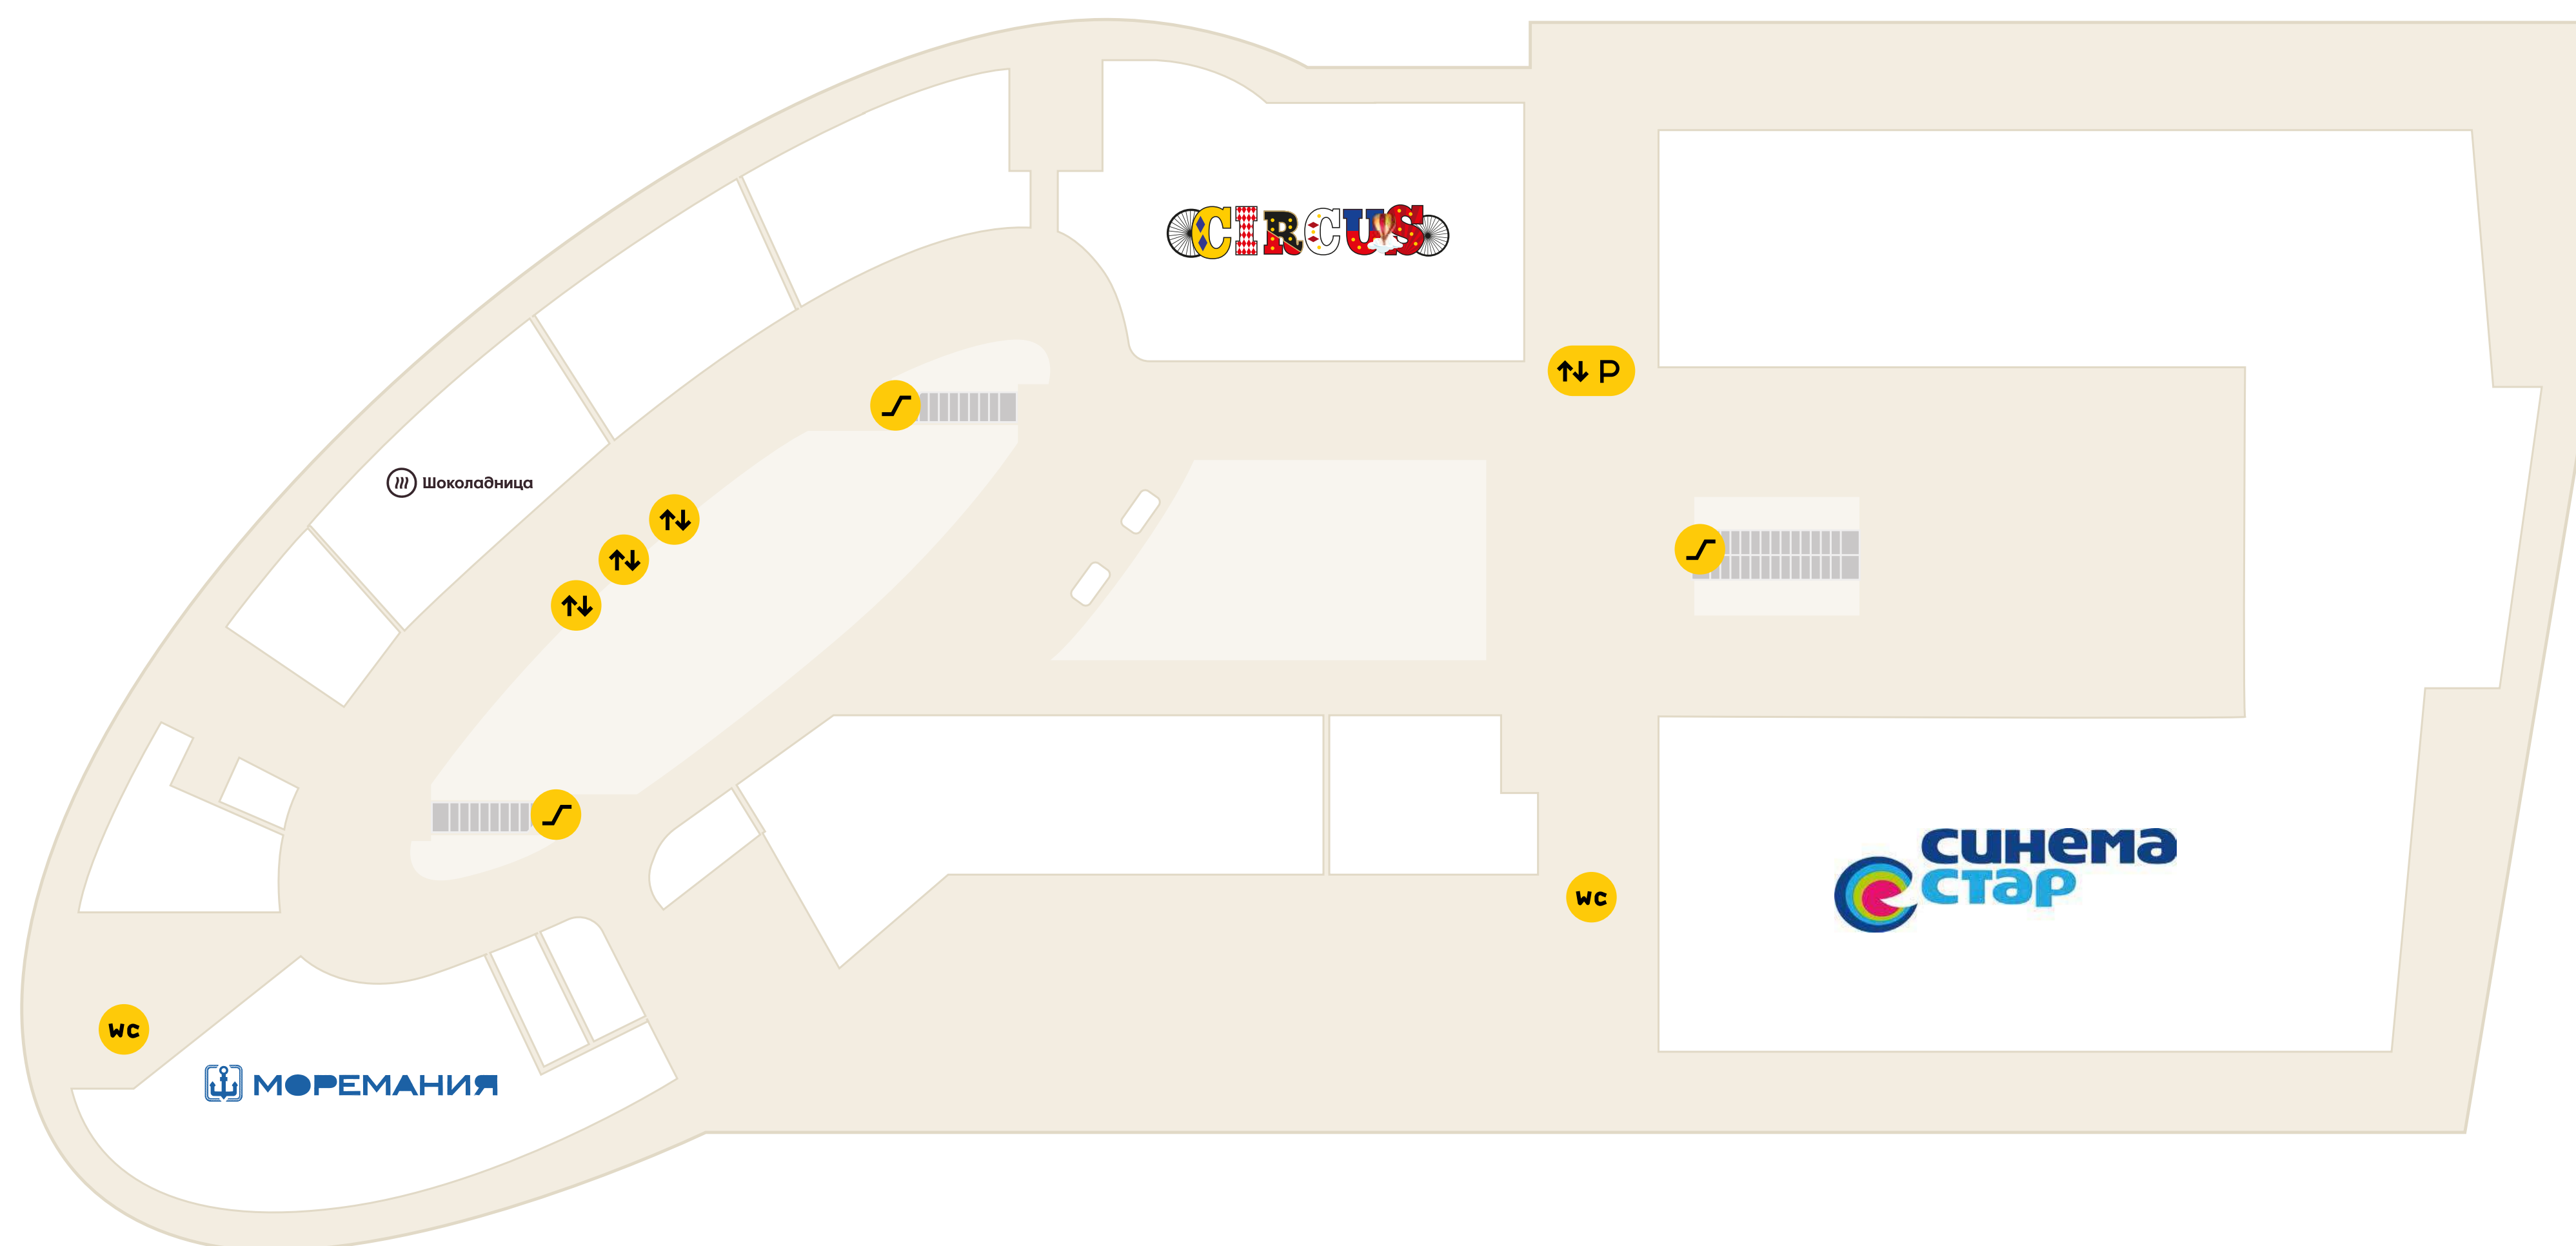 CIRCUS
P
Шоколадница
синема
стар
wc
wc
МОРЕМАНИЯ